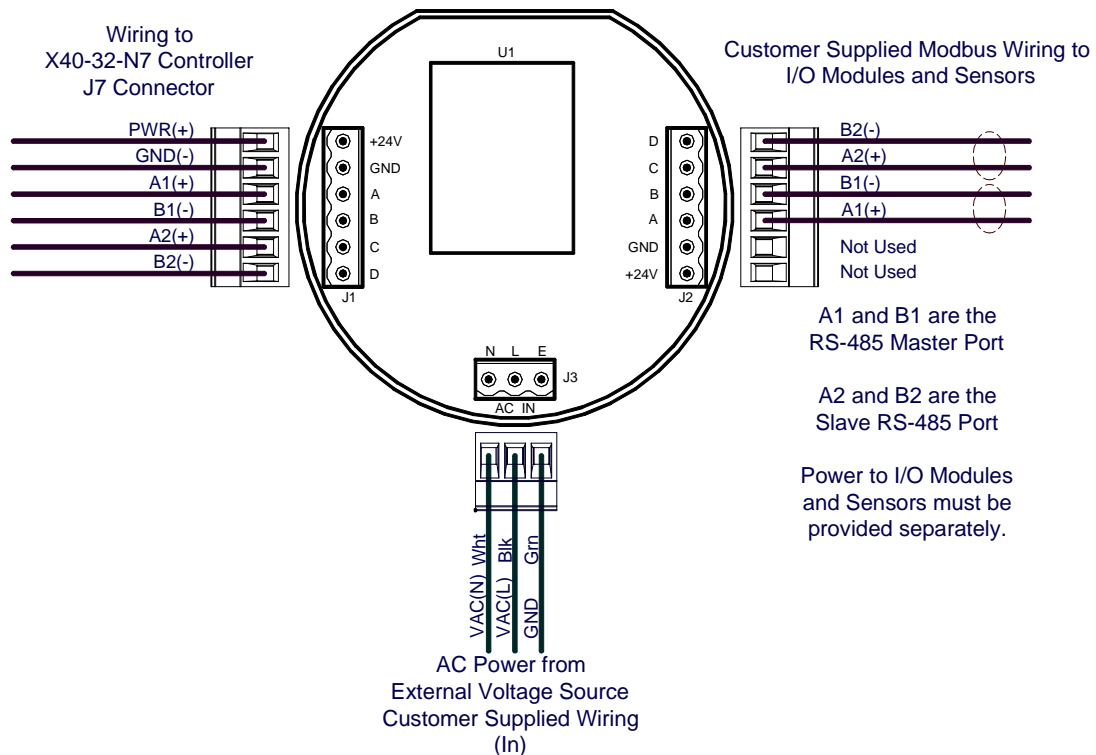 Wiring to
X40-32-N7 Controller
J7 Connector
PWR(+)
GND(-)
A1(+)
B1(-)
A2(+)
B2(-)
U1
+24V
GND
A
B
C
D
J1
D
C
B
A
GND
+24V
J2
N L E
J3
AC IN
Customer Supplied Modbus Wiring to
I/O Modules and Sensors
B2(-)
A2(+)
B1(-)
A1(+)
Not Used
Not Used
A1 and B1 are the
RS-485 Master Port
A2 and B2 are the
Slave RS-485 Port
Power to I/O Modules
and Sensors must be
provided separately.
VAC(N) Wht
VAC(L) Blk
GND Grn
AC Power from
External Voltage Source
Customer Supplied Wiring
(In)